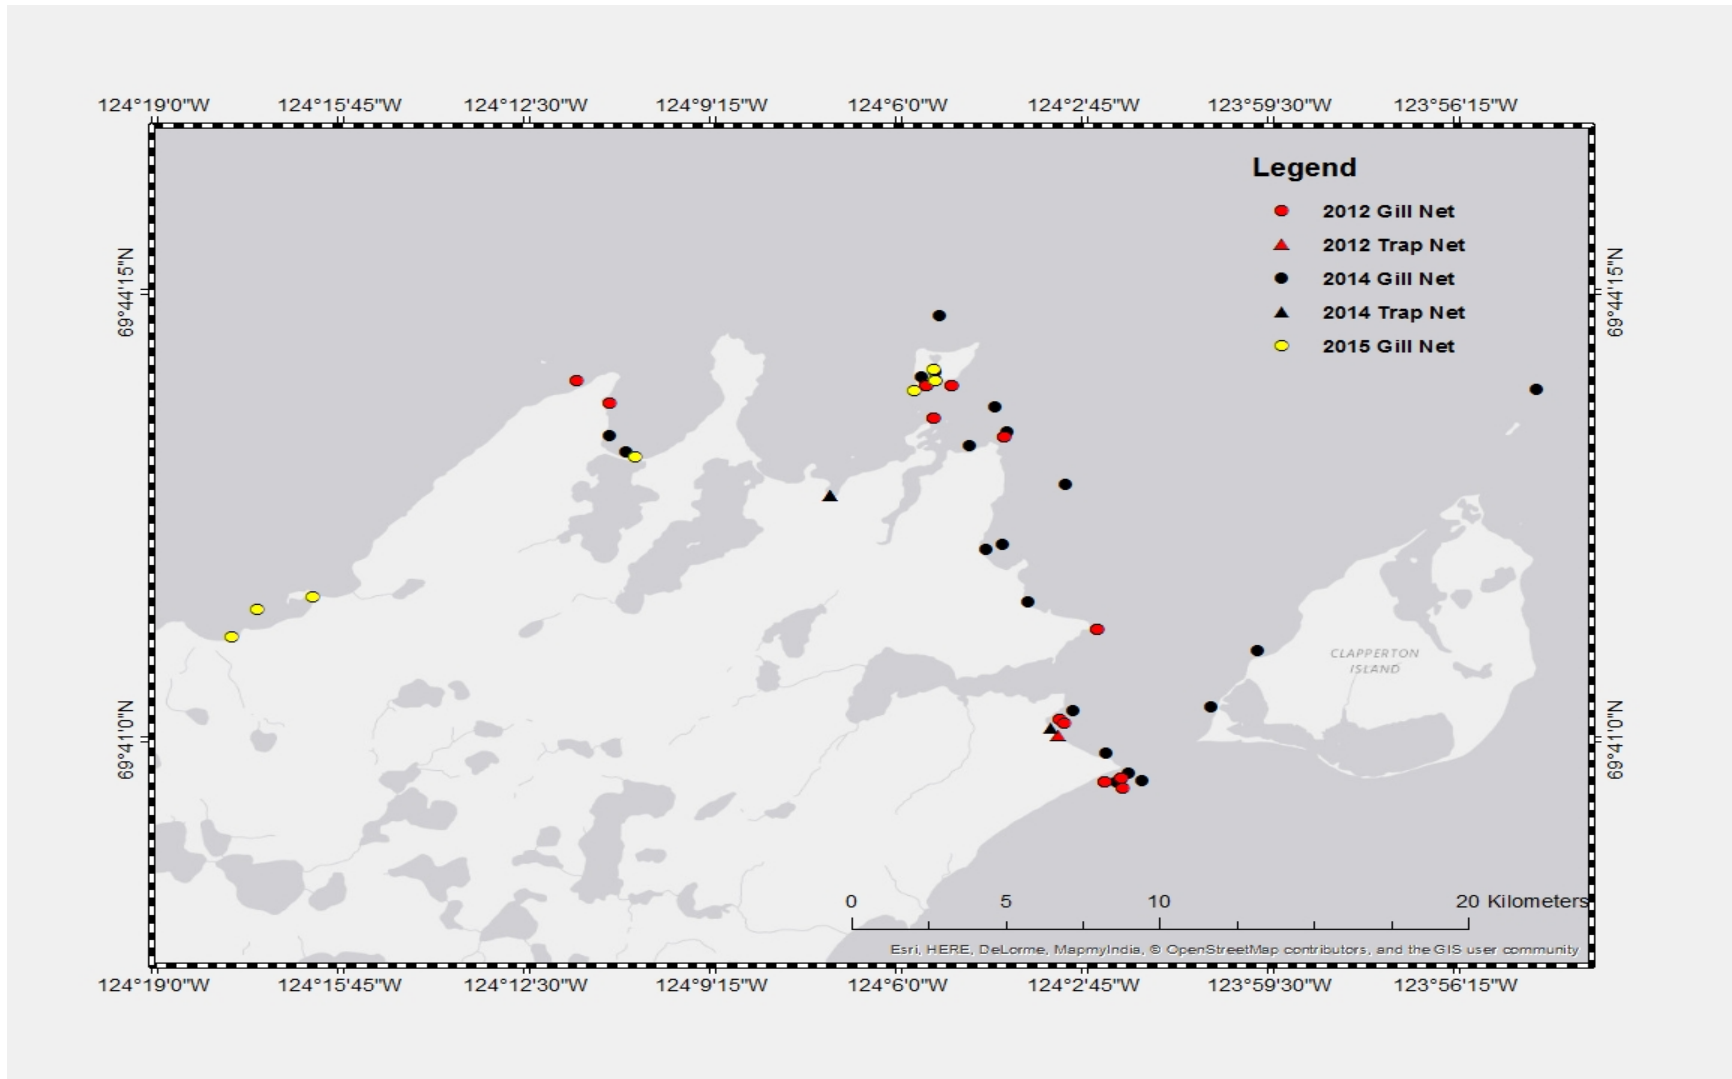 124°19'0"W 124°15'45"W 124°12'30"W 124°9'15"W 124°6'0"W 124°2'45"W 123°59'30"W 123°56'15"W
Legend
2012 Gill Net
2012 Trap Net
2014 Gill Net
2014 Trap Net
2015 Gill Net
69°44'15"N 69°44'15"N
CLAPPERTON
ISLAND
69°41'0"N 69°41'0"N
0 5 10 20 Kilometers
Esri, HERE, DeLorme, MapmyIndia, © OpenStreetMap contributors, and the GIS user community
124°19'0"W 124°15'45"W 124°12'30"W 124°9'15"W 124°6'0"W 124°2'45"W 123°59'30"W 123°56'15"W